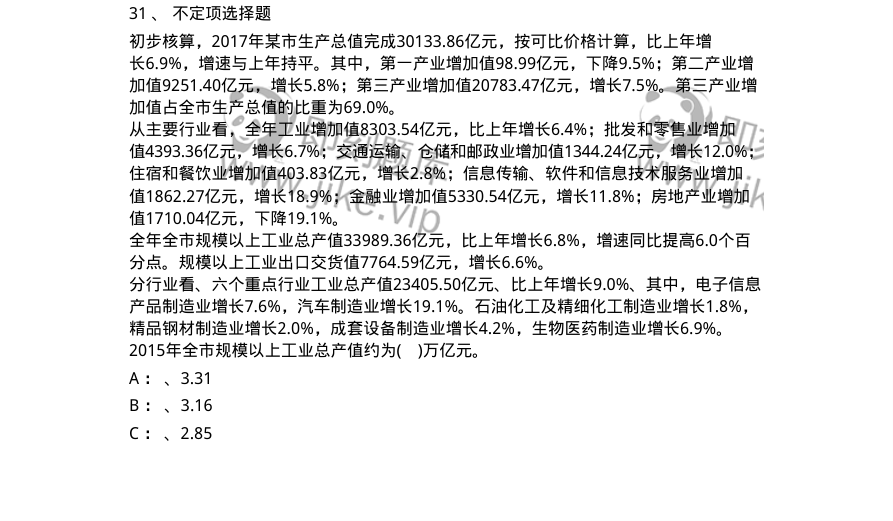 31 、 不定项选择题
初步核算，2017年某市生产总值完成30133.86亿元，按可比价格计算，比上年增
长6.9%，增速与上年持平。其中，第一产业增加值98.99亿元，下降9.5%；第二产业增
加值9251.40亿元，增长5.8%；第三产业增加值20783.47亿元，增长7.5%。第三产业增
加值占全市生产总值的比重为69.0%。
从主要行业看，全年工业增加值8303.54亿元，比上年增长6.4%；批发和零售业增加
值4393.36亿元，增长6.7%；交通运输、仓储和邮政业增加值1344.24亿元，增长12.0%；
住宿和餐饮业增加值403.83亿元，增长2.8%；信息传输、软件和信息技术服务业增加
值1862.27亿元，增长18.9%；金融业增加值5330.54亿元，增长11.8%；房地产业增加
值1710.04亿元，下降19.1%。
全年全市规模以上工业总产值33989.36亿元，比上年增长6.8%，增速同比提高6.0个百
分点。规模以上工业出口交货值7764.59亿元，增长6.6%。
分行业看、六个重点行业工业总产值23405.50亿元、比上年增长9.0%、其中，电子信息
产品制造业增长7.6%，汽车制造业增长19.1%。石油化工及精细化工制造业增长1.8%，
精品钢材制造业增长2.0%，成套设备制造业增长4.2%，生物医药制造业增长6.9%。
2015年全市规模以上工业总产值约为(　)万亿元。
A ： 、3.31
B ： 、3.16
C ： 、2.85
即刻题库
www.jike.vip
即刻
www.jike